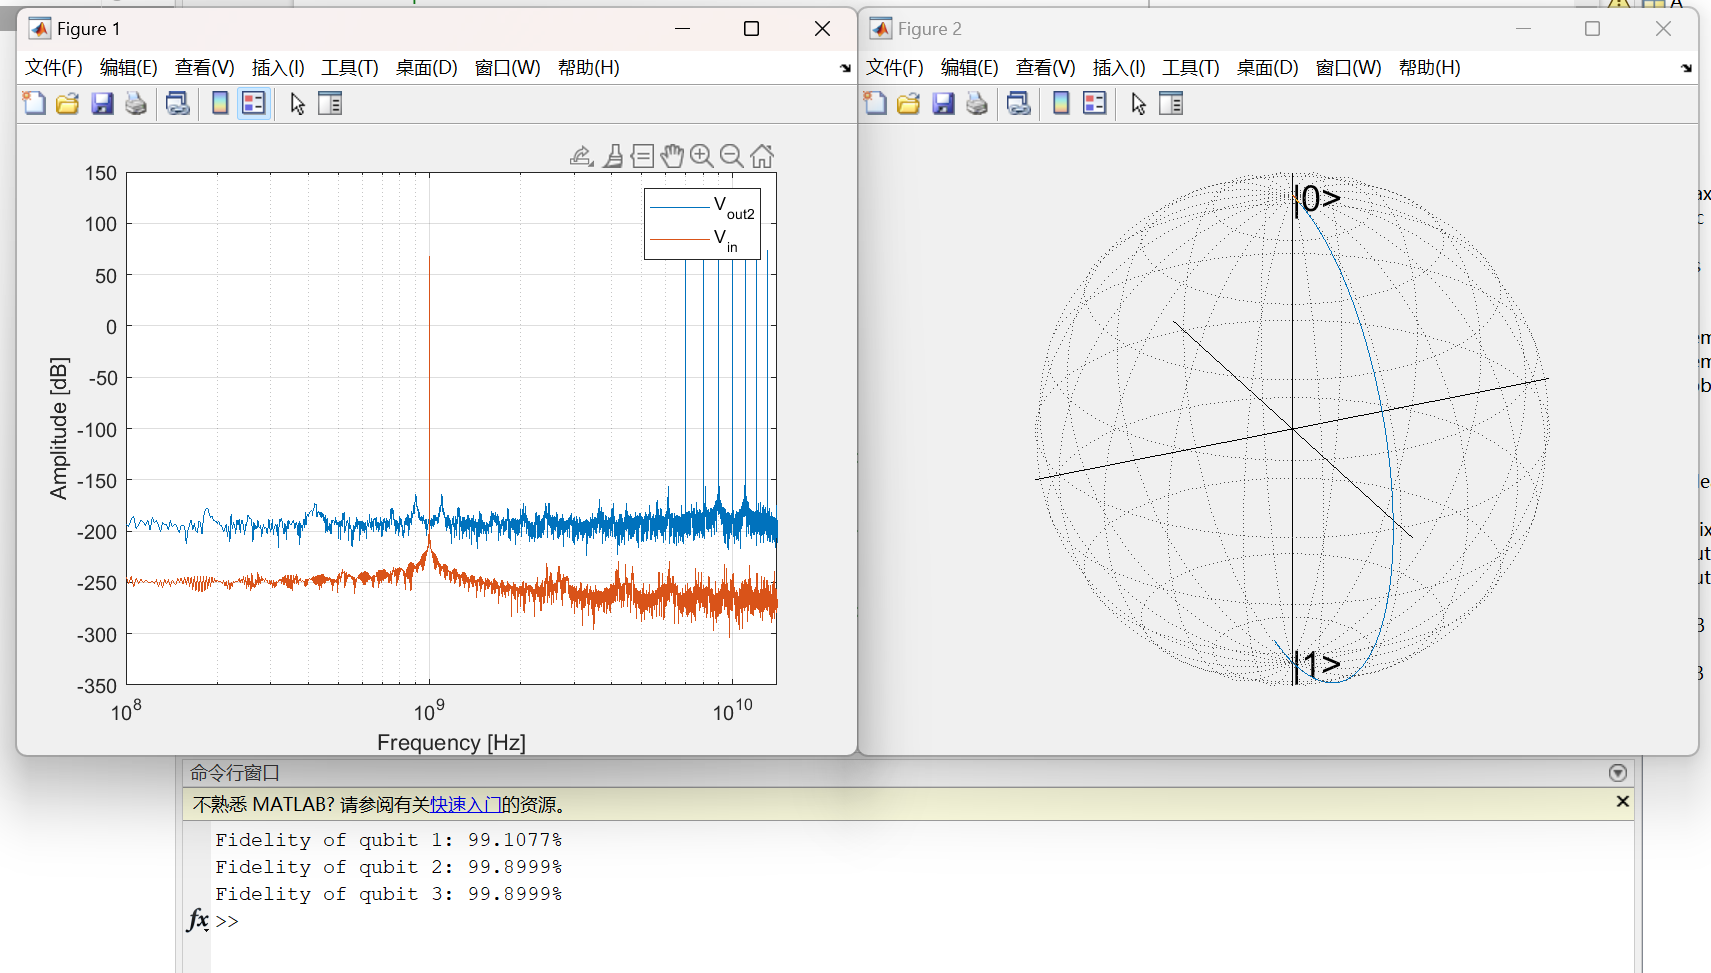 Figure 1
文件(F) 编辑(E) 查看(V) 插入(I) 工具(T) 桌面(D) 窗口(W) 帮助(H)
150
100
50
0
-50
-100
-150
-200
-250
-300
-350
Amplitude [dB]
10^8 10^9 10^10
Frequency [Hz]
V_out2
V_in
Figure 2
文件(F) 编辑(E) 查看(V) 插入(I) 工具(T) 桌面(D) 窗口(W) 帮助(H)
|0>
|1>
命令行窗口
不熟悉 MATLAB? 请参阅有关快速入门的资源。
Fidelity of qubit 1: 99.1077%
Fidelity of qubit 2: 99.8999%
Fidelity of qubit 3: 99.8999%
fx >>